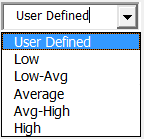 User Defined
User Defined
Low
Low-Avg
Average
Avg-High
High